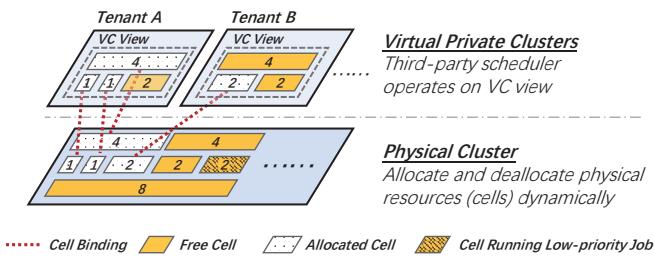 Tenant A Tenant B
VC View VC View
4 4
1 1 2 2 2
......
Virtual Private Clusters
Third-party scheduler
operates on VC view
4 4
1 1 2 2 2
......
8
Physical Cluster
Allocate and deallocate physical
resources (cells) dynamically
Cell Binding Free Cell Allocated Cell Cell Running Low-priority Job